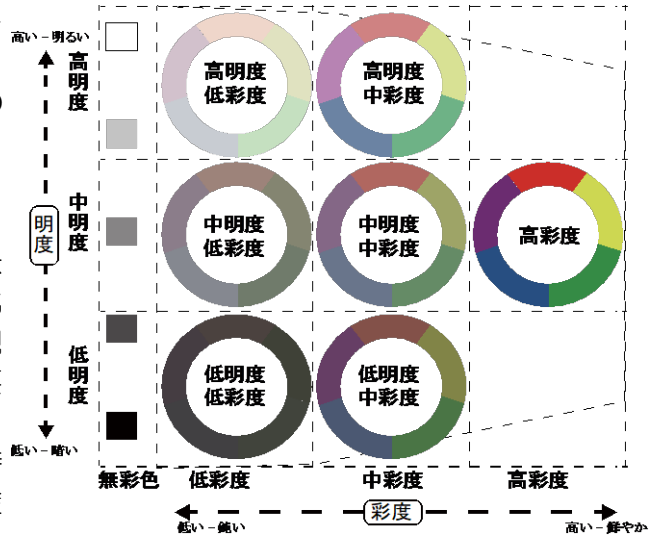 高い－明るい
高明度
中明度
低明度
明度
低い－暗い
高明度
低彩度
高明度
中彩度
中明度
低彩度
中明度
中彩度
高彩度
低明度
低彩度
低明度
中彩度
無彩色
低彩度
中彩度
高彩度
彩度
低い－鈍い
高い－鮮やか